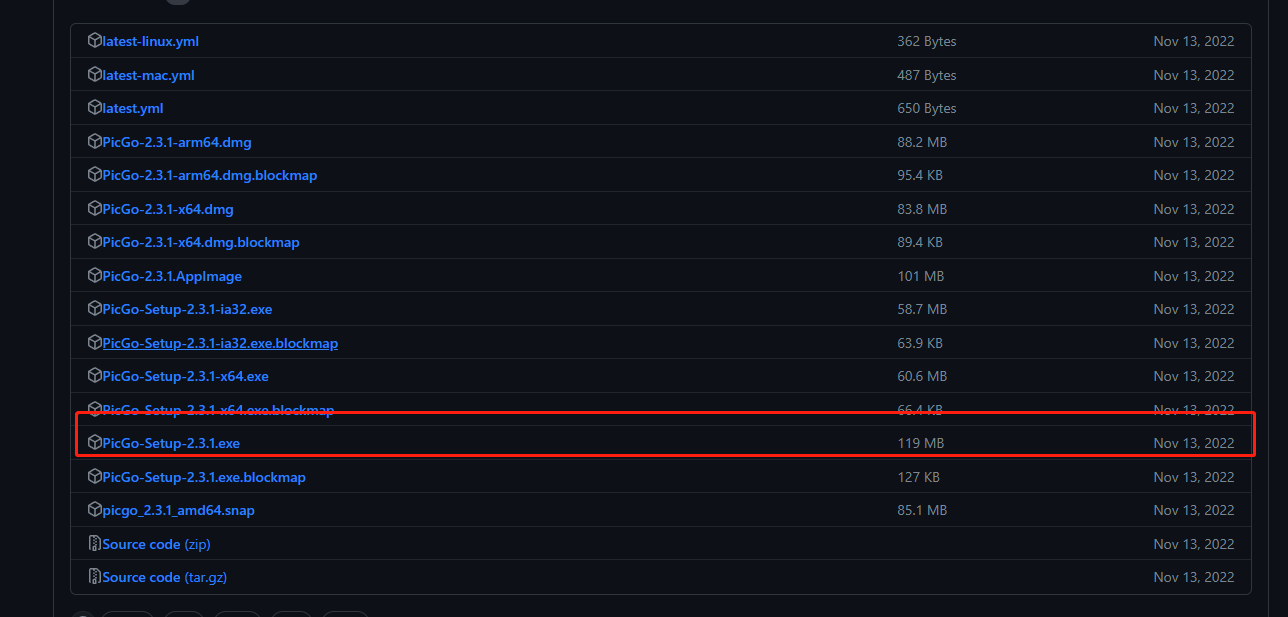 latest-linux.yml 362 Bytes Nov 13, 2022
latest-mac.yml 487 Bytes Nov 13, 2022
latest.yml 650 Bytes Nov 13, 2022
PicGo-2.3.1-arm64.dmg 88.2 MB Nov 13, 2022
PicGo-2.3.1-arm64.dmg.blockmap 95.4 KB Nov 13, 2022
PicGo-2.3.1-x64.dmg 83.8 MB Nov 13, 2022
PicGo-2.3.1-x64.dmg.blockmap 89.4 KB Nov 13, 2022
PicGo-2.3.1.AppImage 101 MB Nov 13, 2022
PicGo-Setup-2.3.1-ia32.exe 58.7 MB Nov 13, 2022
PicGo-Setup-2.3.1-ia32.exe.blockmap 63.9 KB Nov 13, 2022
PicGo-Setup-2.3.1-x64.exe 60.6 MB Nov 13, 2022
PicGo-Setup-2.3.1-x64.exe.blockmap 66.4 KB Nov 13, 2022
PicGo-Setup-2.3.1.exe 119 MB Nov 13, 2022
PicGo-Setup-2.3.1.exe.blockmap 127 KB Nov 13, 2022
picgo_2.3.1_amd64.snap 85.1 MB Nov 13, 2022
Source code (zip) Nov 13, 2022
Source code (tar.gz) Nov 13, 2022